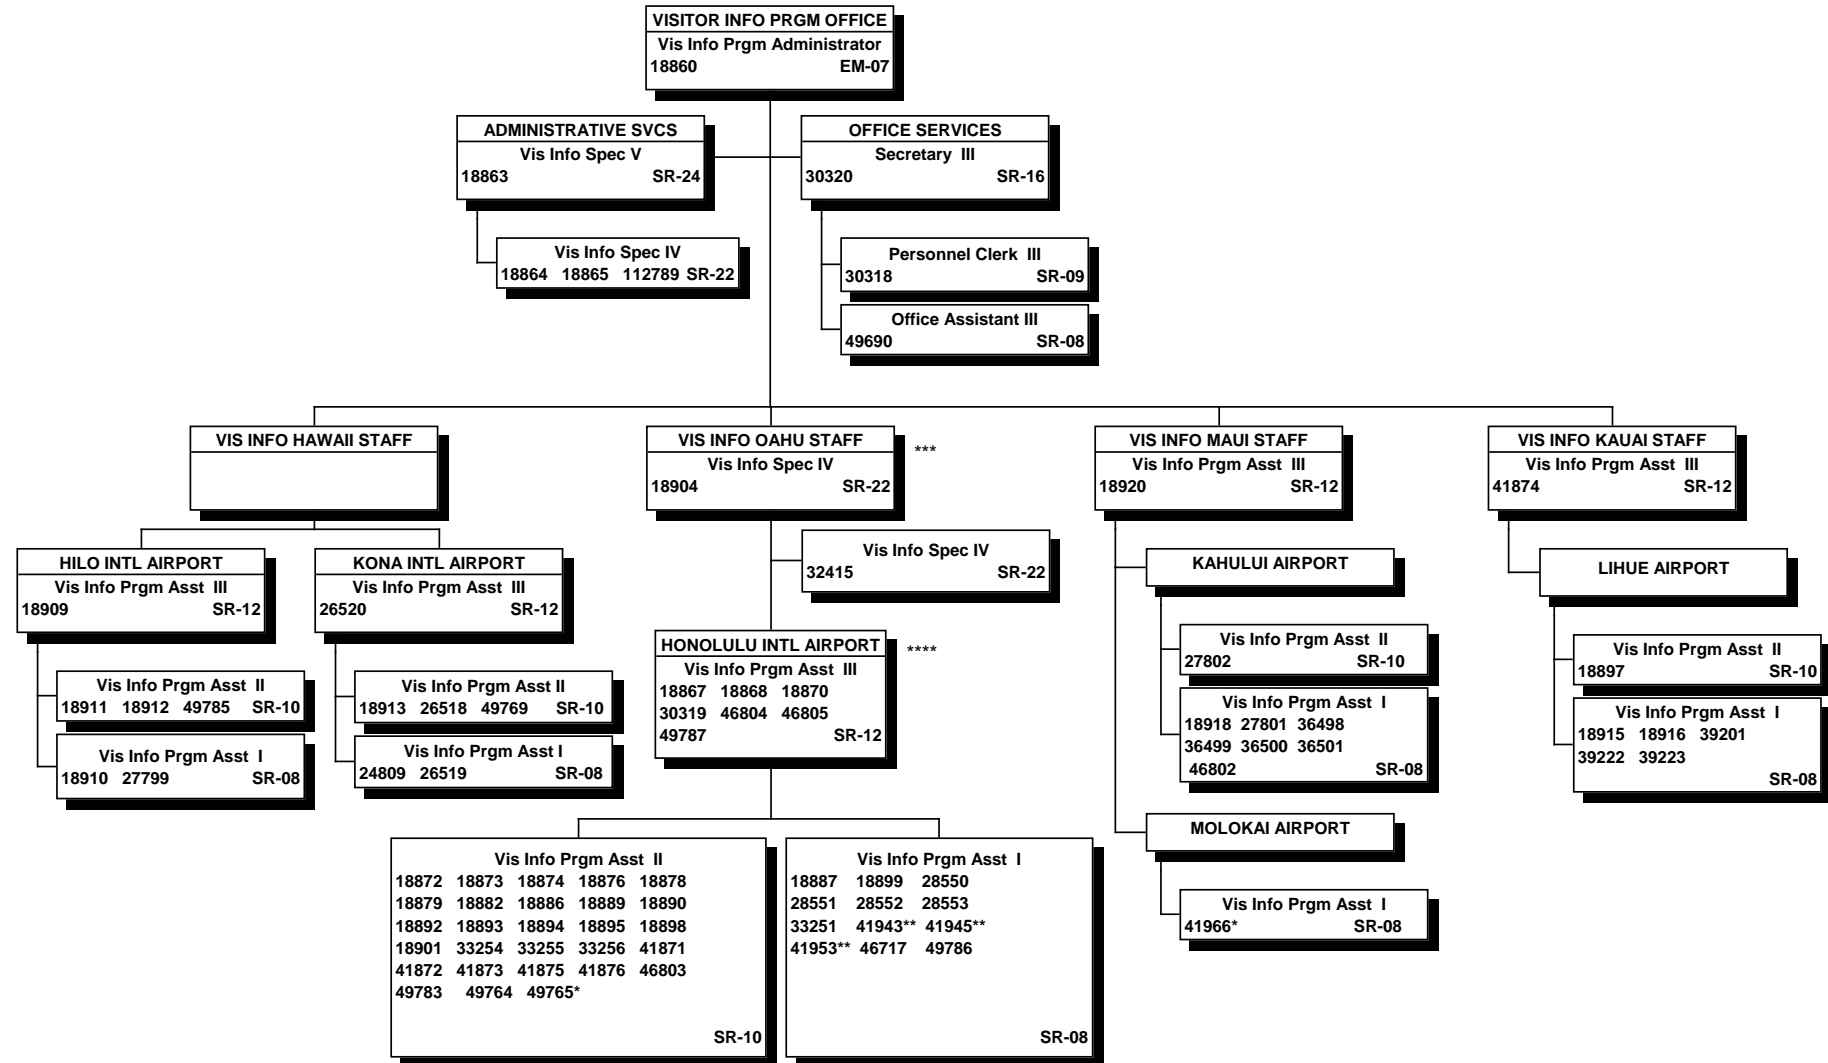 VISITOR INFO PRGM OFFICE
Vis Info Prgm Administrator
18860 EM-07
ADMINISTRATIVE SVCS
Vis Info Spec V
18863 SR-24
Vis Info Spec IV
18864 18865 112789 SR-22
OFFICE SERVICES
Secretary III
30320 SR-16
Personnel Clerk III
30318 SR-09
Office Assistant III
49690 SR-08
VIS INFO HAWAII STAFF
HILO INTL AIRPORT
Vis Info Prgm Asst III
18909 SR-12
Vis Info Prgm Asst II
18911 18912 49785 SR-10
Vis Info Prgm Asst I
18910 27799 SR-08
KONA INTL AIRPORT
Vis Info Prgm Asst III
26520 SR-12
Vis Info Prgm Asst II
18913 26518 49769 SR-10
Vis Info Prgm Asst I
24809 26519 SR-08
VIS INFO OAHU STAFF
***
Vis Info Spec IV
18904 SR-22
Vis Info Spec IV
32415 SR-22
HONOLULU INTL AIRPORT
****
Vis Info Prgm Asst III
18867 18868 18870
30319 46804 46805
49787 SR-12
Vis Info Prgm Asst II
18872 18873 18874 18876 18878
18879 18882 18886 18889 18890
18892 18893 18894 18895 18898
18901 33254 33255 33256 41871
41872 41873 41875 41876 46803
49783 49764 49765*
SR-10
Vis Info Prgm Asst I
18887 18899 28550
28551 28552 28553
33251 41943** 41945**
41953** 46717 49786
SR-08
VIS INFO MAUI STAFF
Vis Info Prgm Asst III
18920 SR-12
KAHULUI AIRPORT
Vis Info Prgm Asst II
27802 SR-10
Vis Info Prgm Asst I
18918 27801 36498
36499 36500 36501
46802 SR-08
MOLOKAI AIRPORT
Vis Info Prgm Asst I
41966* SR-08
VIS INFO KAUAI STAFF
Vis Info Prgm Asst III
41874 SR-12
LIHUE AIRPORT
Vis Info Prgm Asst II
18897 SR-10
Vis Info Prgm Asst I
18915 18916 39201
39222 39223
SR-08